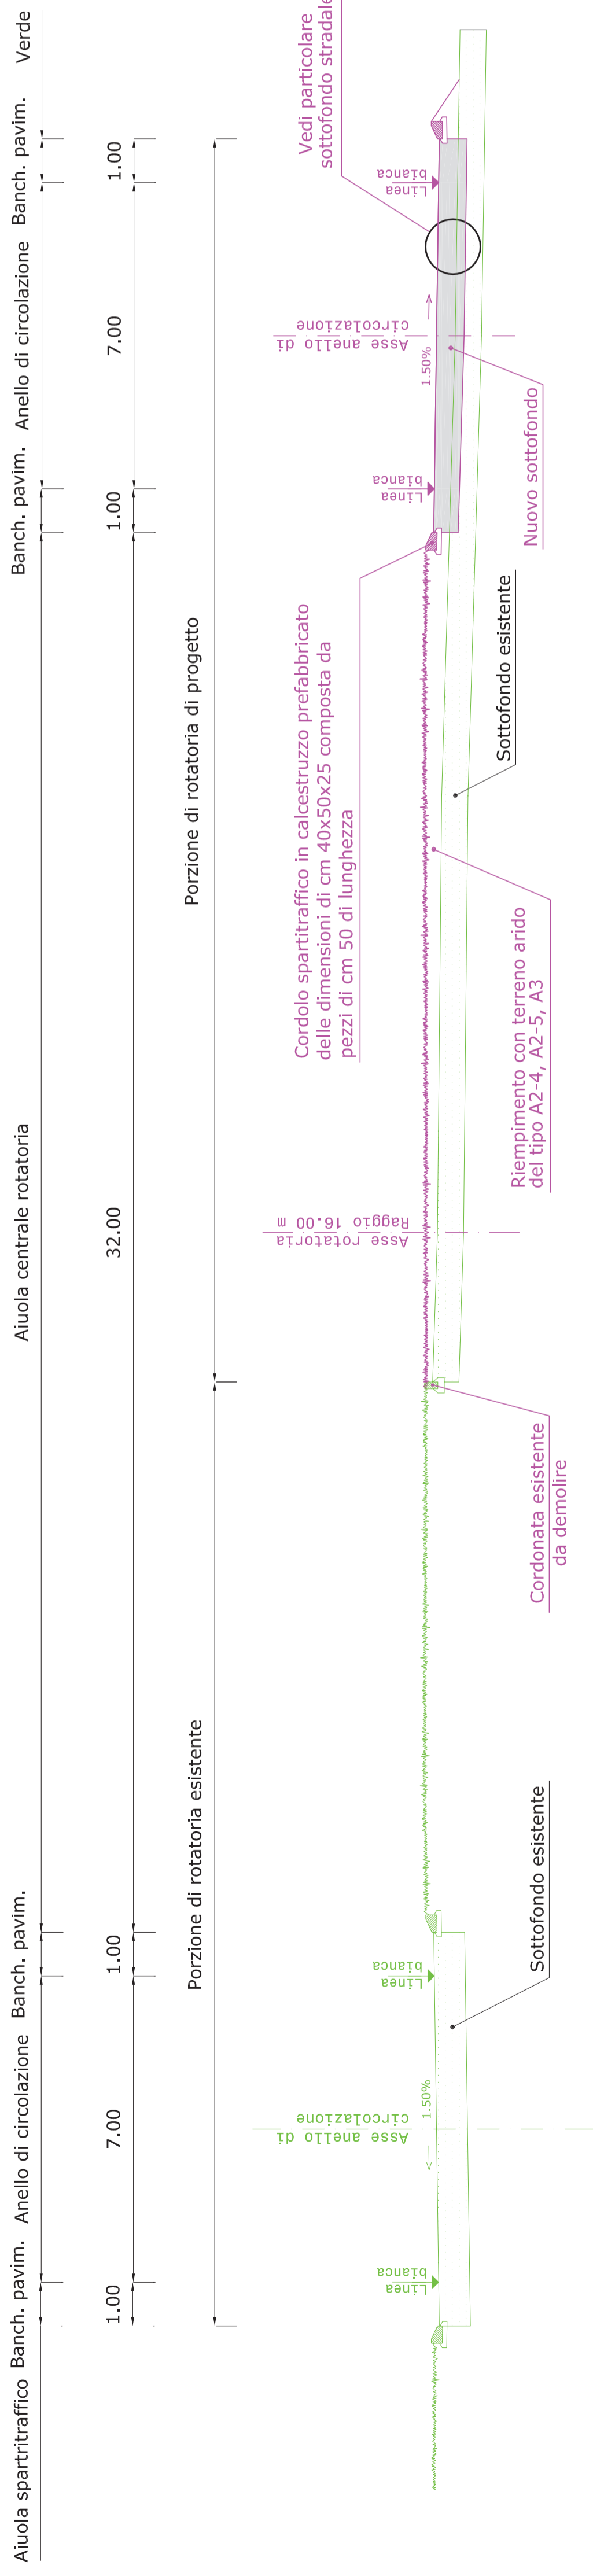 Aiuola spartritraffico
Banch. pavim.
Anello di circolazione
Banch. pavim.
Aiuola centrale rotatoria
Banch. pavim.
Anello di circolazione
Banch. pavim.
Verde
1.00
7.00
1.00
32.00
1.00
7.00
1.00
Porzione di rotatoria esistente
Porzione di rotatoria di progetto
Linea
bianca
Asse anello di
circolazione
1.50%
Linea
bianca
Sottofondo esistente
Cordonata esistente
da demolire
Asse rotatoria
Raggio 16.00 m
Riempimento con terreno arido
del tipo A2-4, A2-5, A3
Cordolo spartitraffico in calcestruzzo prefabbricato
delle dimensioni di cm 40x50x25 composta da
pezzi di cm 50 di lunghezza
Sottofondo esistente
Linea
bianca
Nuovo sottofondo
1.50%
Asse anello di
circolazione
Linea
bianca
Vedi particolare
sottofondo stradale